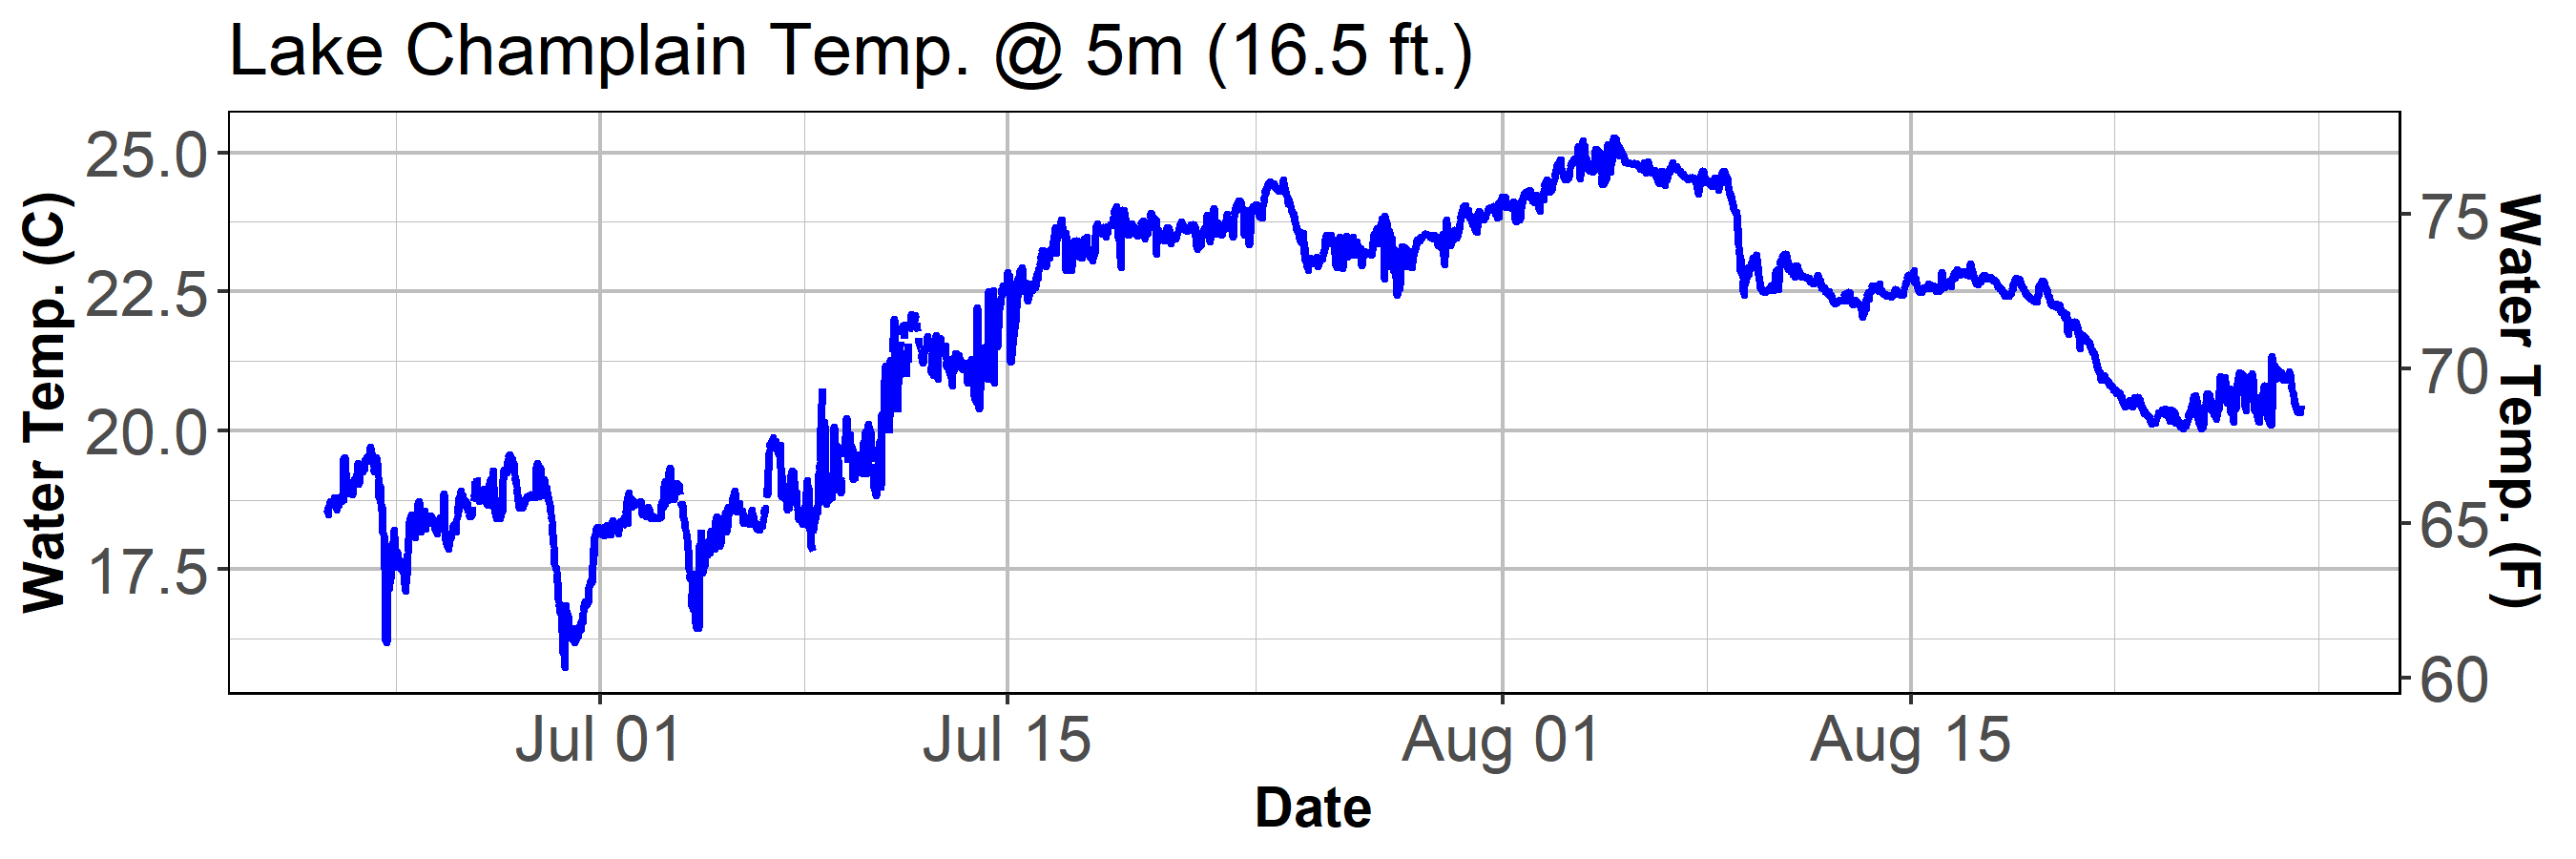 Lake Champlain Temp. @ 5m (16.5 ft.)
Water Temp. (C)
25.0
22.5
20.0
17.5
Water Temp. (F)
75
70
65
60
Jul 01
Jul 15
Aug 01
Aug 15
Date